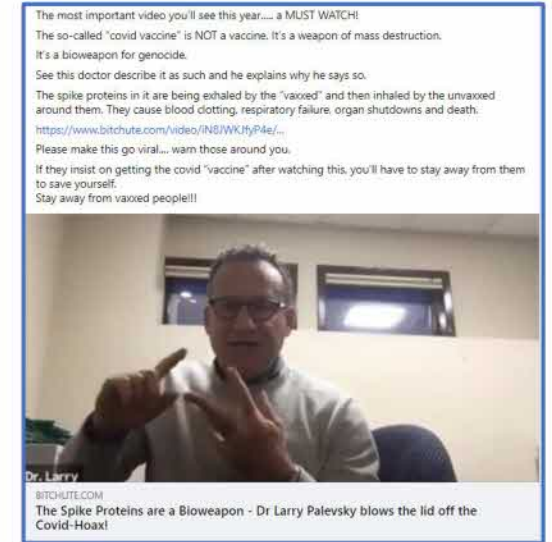 The most important video you'll see this year..... a MUST WATCH!
The so-called "covid vaccine" is NOT a vaccine. It's a weapon of mass destruction.
It's a bioweapon for genocide.
See this doctor describe it as such and he explains why he says so.
The spike proteins in it are being exhaled by the "vaxxed" and then inhaled by the unvaxxed
around them. They cause blood clotting, respiratory failure, organ shutdowns and death.
https://www.bitchute.com/video/iN8JWKJfyP4e/...
Please make this go viral.... warn those around you.
If they insist on getting the covid "vaccine" after watching this, you'll have to stay away from them
to save yourself.
Stay away from vaxxed people!!!
Dr. Larry
BITCHUTE.COM
The Spike Proteins are a Bioweapon - Dr Larry Palevsky blows the lid off the
Covid-Hoax!